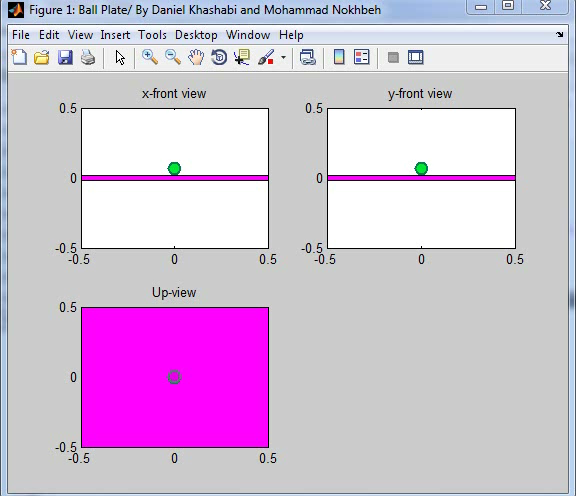 Figure 1: Ball Plate/ By Daniel Khashabi and Mohammad Nokhbeh
File Edit View Insert Tools Desktop Window Help
x-front view
y-front view
0.5
0
-0.5
-0.5 0 0.5
0.5
0
-0.5
-0.5 0 0.5
Up-view
0.5
0
-0.5
-0.5 0 0.5